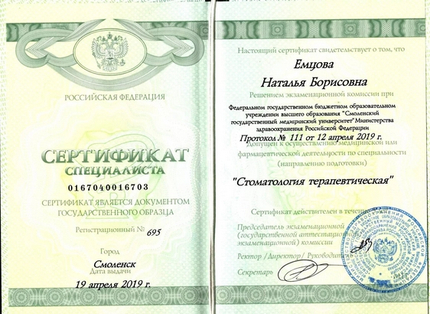 РОССИЙСКАЯ ФЕДЕРАЦИЯ
СЕРТИФИКАТ
СПЕЦИАЛИСТА
0167040016703
СЕРТИФИКАТ ЯВЛЯЕТСЯ ДОКУМЕНТОМ
ГОСУДАРСТВЕННОГО ОБРАЗЦА
Регистрационный № 695
Город
Смоленск
Дата выдачи
19 апреля 2019 г.
Настоящий сертификат свидетельствует о том, что
Емцова
Наталья Борисовна
Решением экзаменационной комиссии при
Федеральном государственном бюджетном образовательном
учреждении высшего образования "Смоленский
государственный медицинский университет" Министерства
здравоохранения Российской Федерации
Протокол № 111 от 12 апреля 2019 г.
допущен к осуществлению медицинской или
фармацевтической деятельности по специальности
(направлению подготовки)
"Стоматология терапевтическая"
Сертификат действителен в течение
Председатель экзаменационной
(государственной аттестационной
экзаменационной) комиссии
Ректор /Директор/ Руководитель
Секретарь